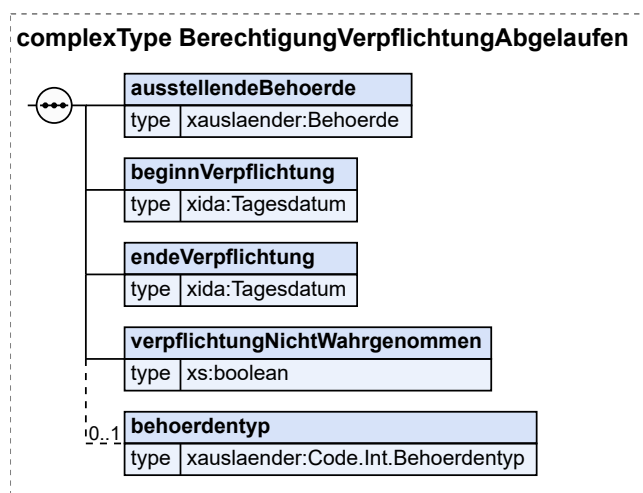 complexType BerechtigungVerpflichtungAbgelaufen
ausstellendeBehoerde
type xauslaender:Behoerde
beginnVerpflichtung
type xida:Tagesdatum
endeVerpflichtung
type xida:Tagesdatum
verpflichtungNichtWahrgenommen
type xs:boolean
0..1 behoerdentyp
type xauslaender:Code.Int.Behoerdentyp